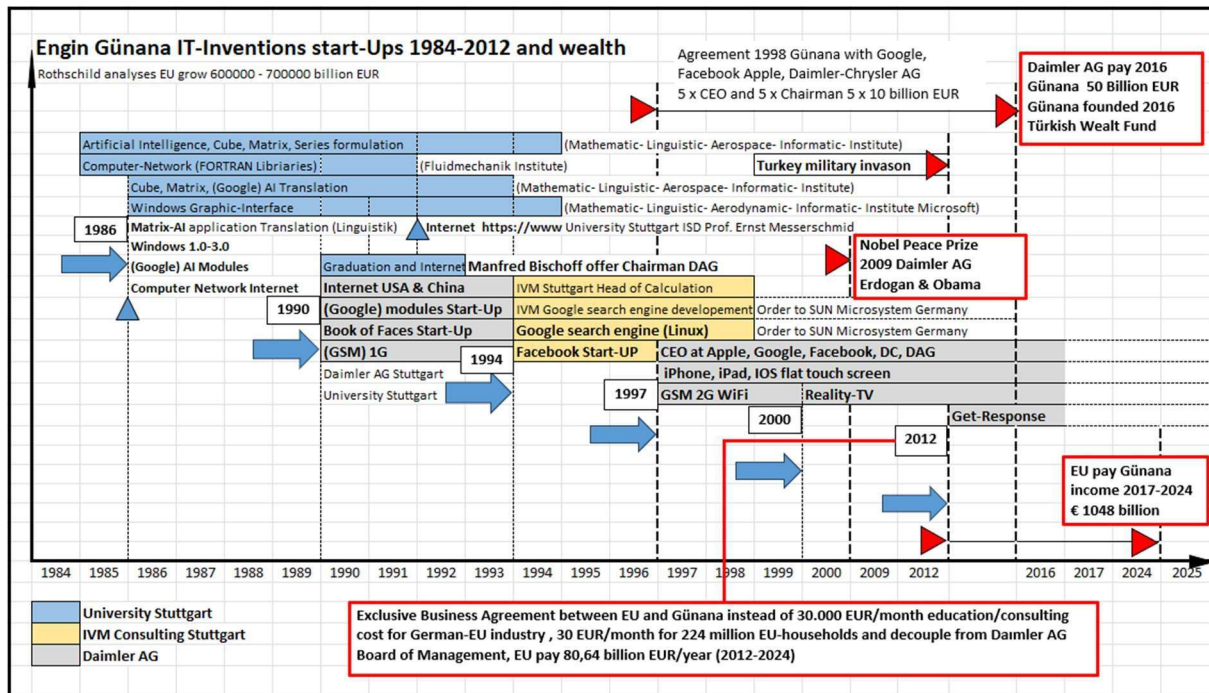 Engin Günana IT-Inventions start-Ups 1984-2012 and wealth
Rothschild analyses EU grow 600000 - 700000 billion EUR
Agreement 1998 Günana with Google,
Facebook Apple, Daimler-Chrysler AG
5 x CEO and 5 x Chairman 5 x 10 billion EUR
Daimler AG pay 2016
Günana 50 Billion EUR
Günana founded 2016
Türkish Wealt Fund
Artificial Intelligence, Cube, Matrix, Series formulation
(Mathematic- Linguistic- Aerospace- Informatic- Institute)
Computer-Network (FORTRAN Libriaries)
(Fluidmechanik Institute)
Turkey military invason
Cube, Matrix, (Google) AI Translation
(Mathematic- Linguistic- Aerospace- Informatic- Institute)
Windows Graphic-Interface
(Mathematic- Linguistic- Aerodynamic- Informatic- Institute Microsoft)
1986
Matrix-AI application Translation (Linguistik)
Internet https://www University Stuttgart ISD Prof. Ernst Messerschmid
Windows 1.0-3.0
(Google) AI Modules
Computer Network Internet
Nobel Peace Prize
2009 Daimler AG
Erdogan & Obama
Graduation and Internet
Manfred Bischoff offer Chairman DAG
Internet USA & China
IVM Stuttgart Head of Calculation
1990
(Google) modules Start-Up
IVM Google search engine developement
Order to SUN Microsystem Germany
Book of Faces Start-Up
Google search engine (Linux)
Order to SUN Microsystem Germany
(GSM) 1G
1994
Facebook Start-UP
CEO at Apple, Google, Facebook, DC, DAG
Daimler AG Stuttgart
iPhone, iPad, IOS flat touch screen
University Stuttgart
1997
GSM 2G WiFi
Reality-TV
2000
Get-Response
2012
EU pay Günana
income 2017-2024
€ 1048 billion
1984 1985 1986 1987 1988 1989 1990 1991 1992 1993 1994 1995 1996 1997 1998 1999 2000 2009 2012 2016 2017 2024 2025
University Stuttgart
IVM Consulting Stuttgart
Daimler AG
Exclusive Business Agreement between EU and Günana instead of 30.000 EUR/month education/consulting
cost for German-EU industry , 30 EUR/month for 224 million EU-households and decouple from Daimler AG
Board of Management, EU pay 80,64 billion EUR/year (2012-2024)